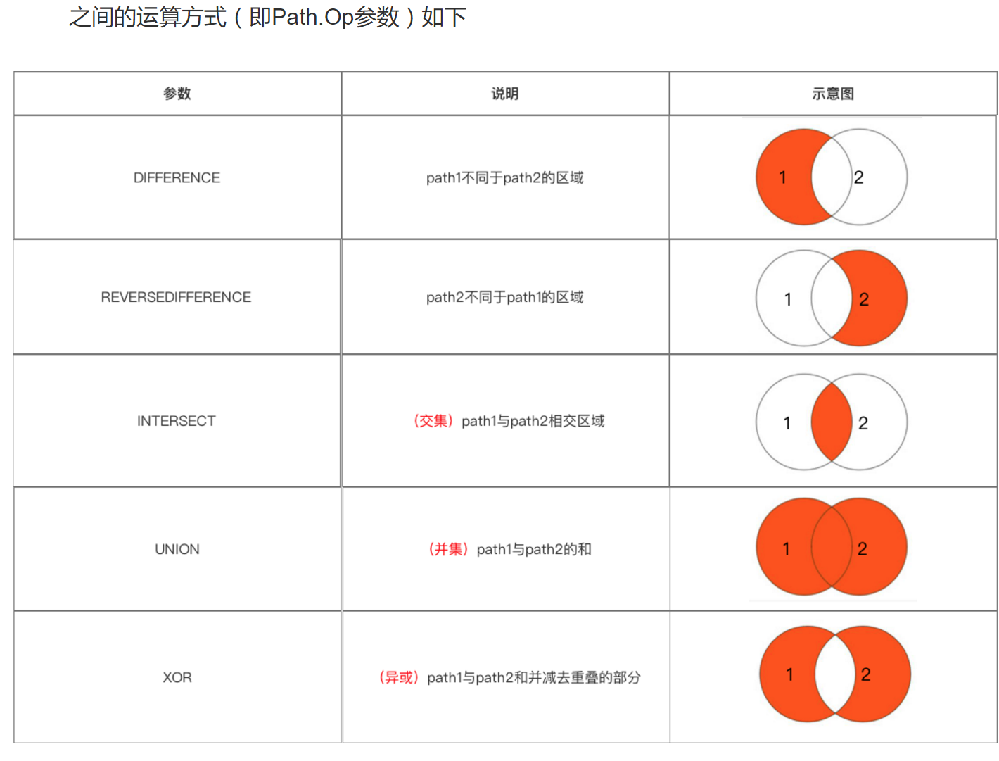 之间的运算方式（即Path.Op参数）如下
参数 说明 示意图
DIFFERENCE path1不同于path2的区域 1 2
REVERSEDIFFERENCE path2不同于path1的区域 1 2
INTERSECT （交集）path1与path2相交区域 1 2
UNION （并集）path1与path2的和 1 2
XOR （异或）path1与path2和并减去重叠的部分 1 2